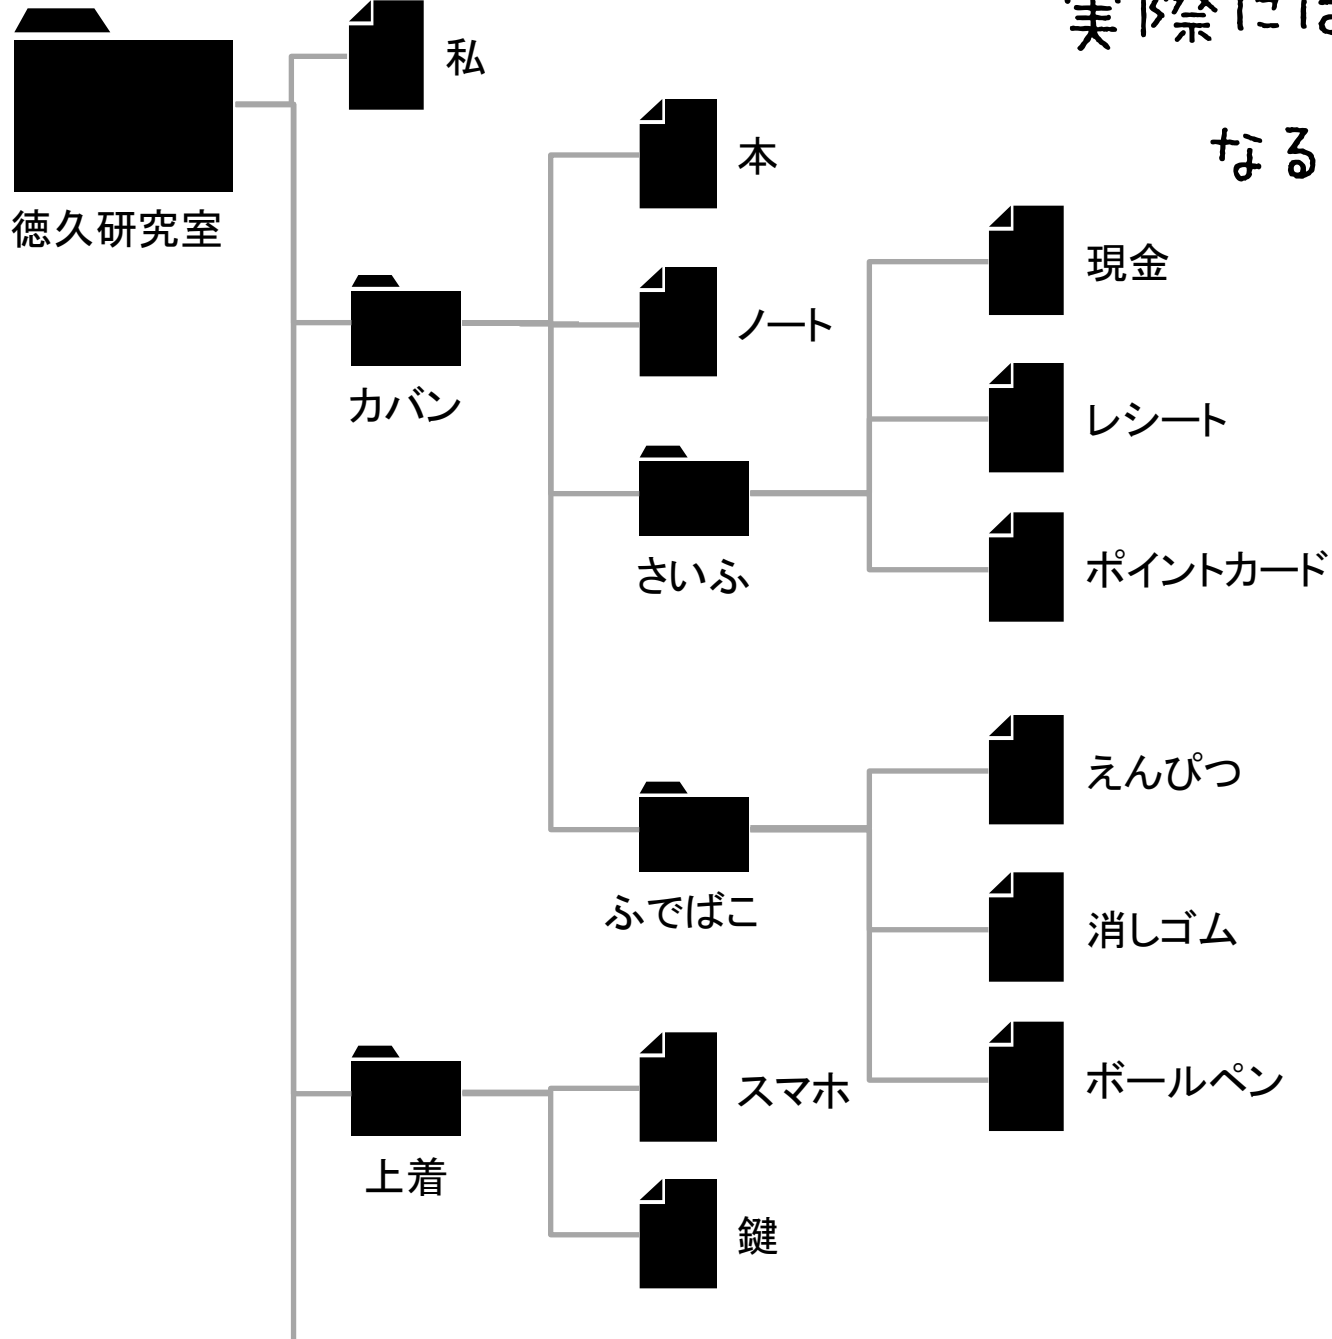 実際には
なる
私
徳久研究室
本
ノート
カバン
さいふ
現金
レシート
ポイントカード
ふでばこ
えんぴつ
消しゴム
ボールペン
上着
スマホ
鍵